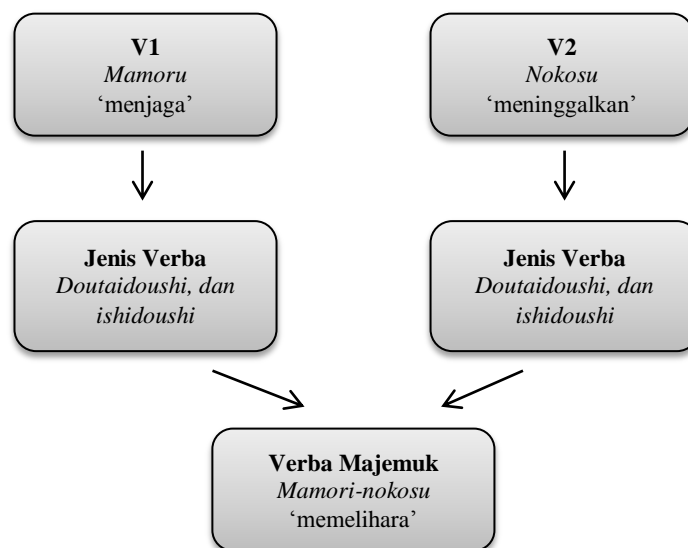 V1
Mamoru
‘menjaga’
V2
Nokosu
‘meninggalkan’
Jenis Verba
Doutaidoushi, dan
ishidoushi
Jenis Verba
Doutaidoushi, dan
ishidoushi
Verba Majemuk
Mamori-nokosu
‘memelihara’